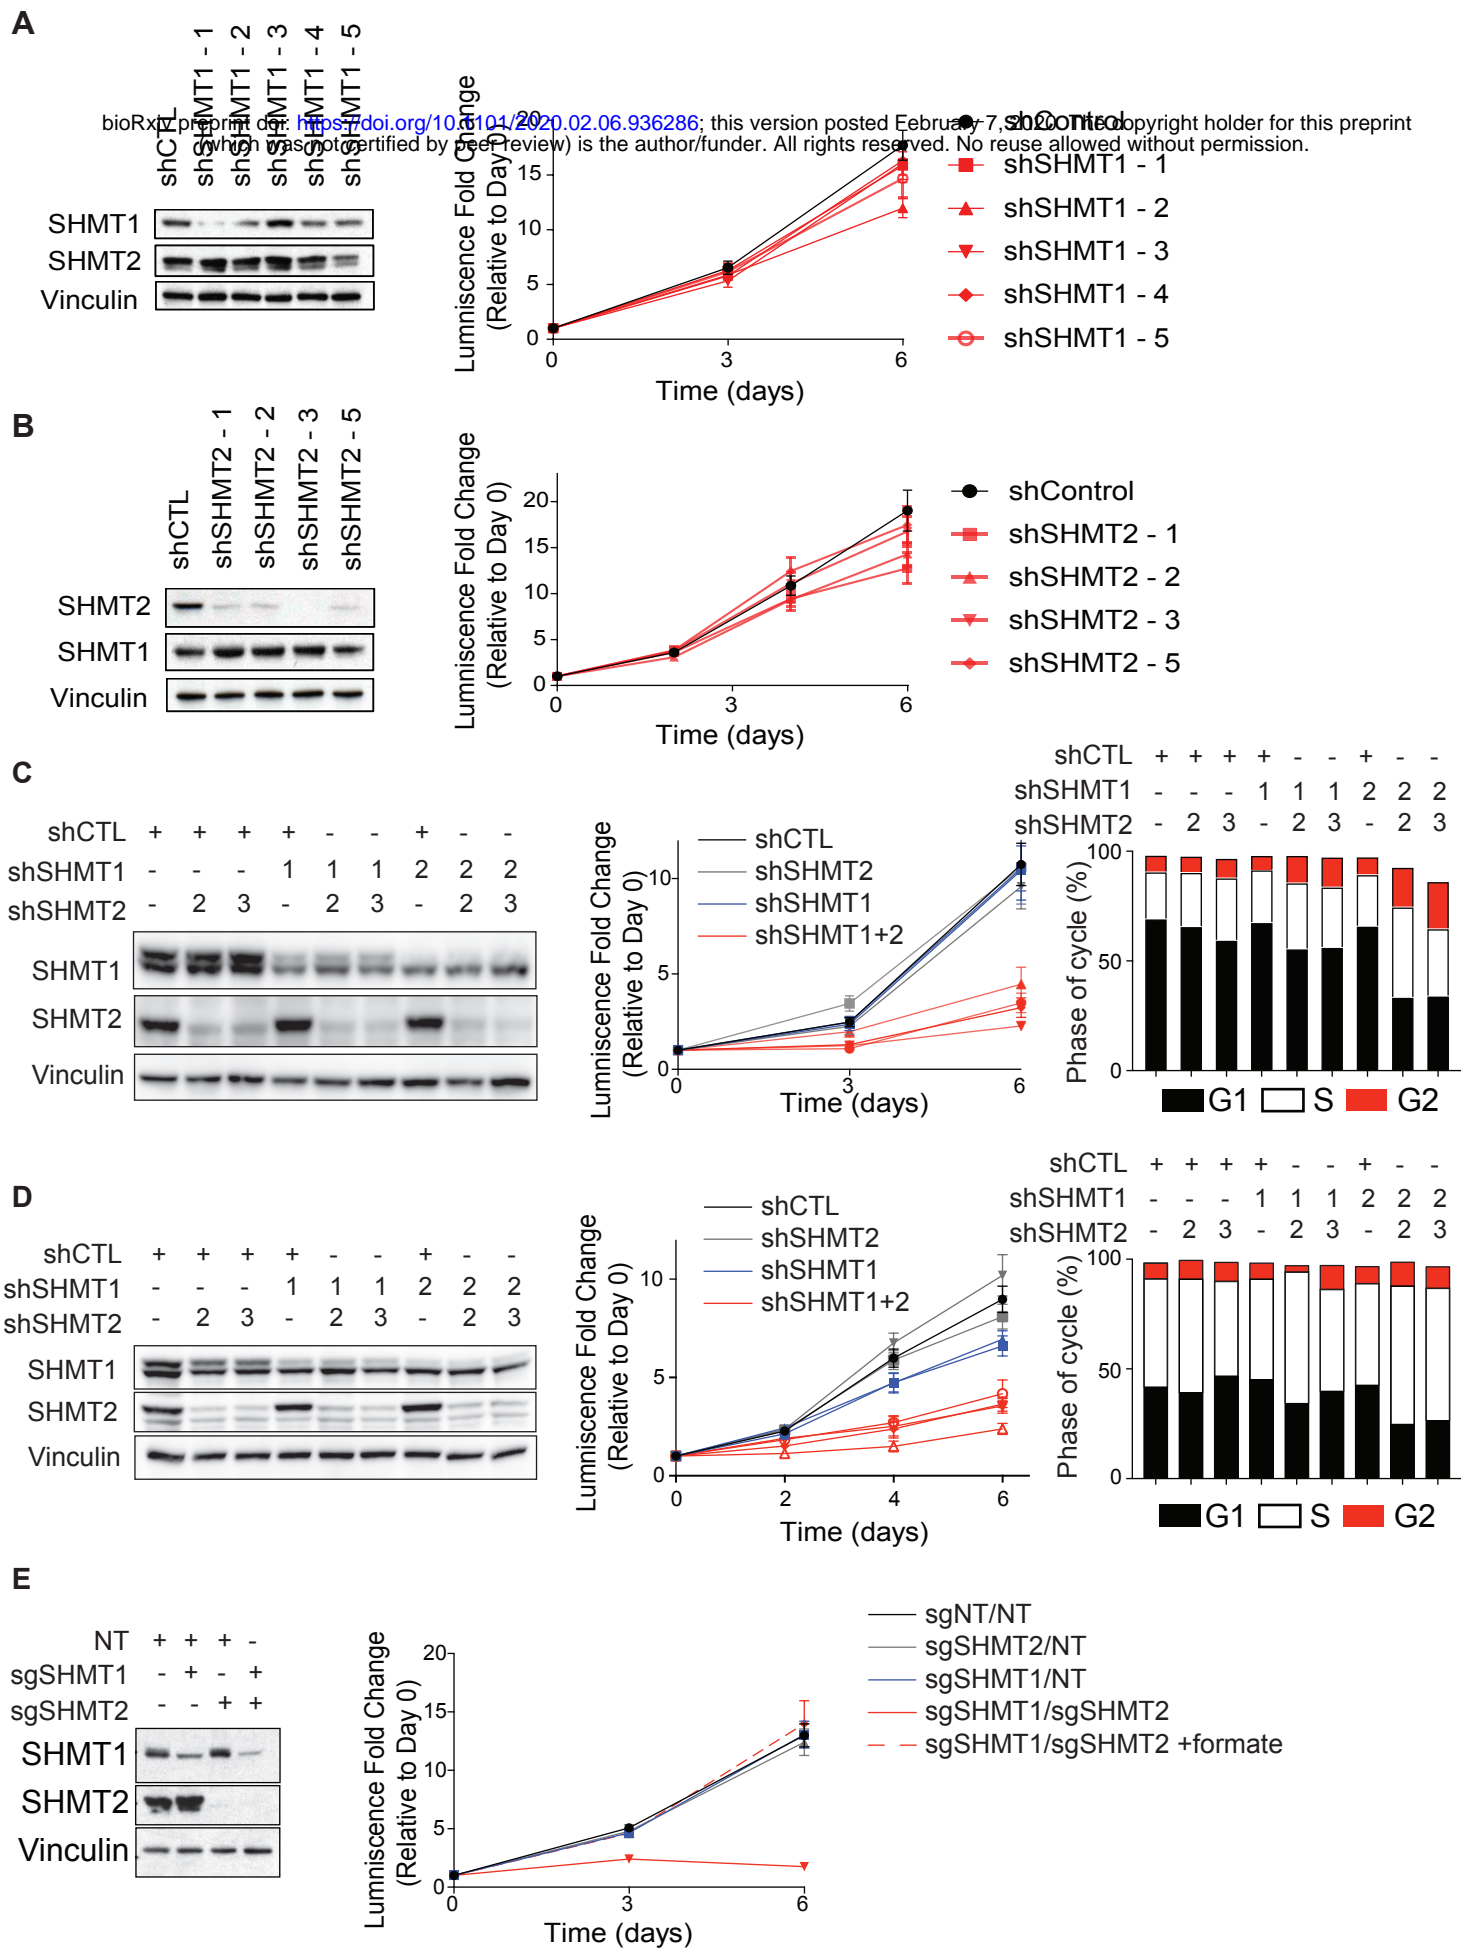 A
shCTL
shSHMT1 - 1
shSHMT1 - 2
shSHMT1 - 3
shSHMT1 - 4
shSHMT1 - 5
bioRxiv preprint doi: https://doi.org/10.1101/2020.02.06.936286; this version posted February 7, 2020. The copyright holder for this preprint
(which was not certified by peer review) is the author/funder. All rights reserved. No reuse allowed without permission.
SHMT1
SHMT2
Vinculin
Lumniscence Fold Change
(Relative to Day 0)
20
15
10
5
0
0 3 6
Time (days)
shControl
shSHMT1 - 1
shSHMT1 - 2
shSHMT1 - 3
shSHMT1 - 4
shSHMT1 - 5
B
shCTL
shSHMT2 - 1
shSHMT2 - 2
shSHMT2 - 3
shSHMT2 - 5
SHMT2
SHMT1
Vinculin
Lumniscence Fold Change
(Relative to Day 0)
20
15
10
5
0
0 3 6
Time (days)
shControl
shSHMT2 - 1
shSHMT2 - 2
shSHMT2 - 3
shSHMT2 - 5
C
shCTL + + + + - - + - -
shSHMT1 - - - 1 1 1 2 2 2
shSHMT2 - 2 3 - 2 3 - 2 3
SHMT1
SHMT2
Vinculin
Lumniscence Fold Change
(Relative to Day 0)
10
5
0
0 3 6
Time (days)
shCTL
shSHMT2
shSHMT1
shSHMT1+2
shCTL + + + + - - + - -
shSHMT1 - - - 1 1 1 2 2 2
shSHMT2 - 2 3 - 2 3 - 2 3
Phase of cycle (%)
100
50
0
G1 S G2
D
shCTL + + + + - - + - -
shSHMT1 - - - 1 1 1 2 2 2
shSHMT2 - 2 3 - 2 3 - 2 3
SHMT1
SHMT2
Vinculin
Lumniscence Fold Change
(Relative to Day 0)
10
5
0
0 2 4 6
Time (days)
shCTL
shSHMT2
shSHMT1
shSHMT1+2
shCTL + + + + - - + - -
shSHMT1 - - - 1 1 1 2 2 2
shSHMT2 - 2 3 - 2 3 - 2 3
Phase of cycle (%)
100
50
0
G1 S G2
E
NT + + + -
sgSHMT1 - + - +
sgSHMT2 - - + +
SHMT1
SHMT2
Vinculin
Lumniscence Fold Change
(Relative to Day 0)
20
15
10
5
0
0 3 6
Time (days)
sgNT/NT
sgSHMT2/NT
sgSHMT1/NT
sgSHMT1/sgSHMT2
sgSHMT1/sgSHMT2 +formate